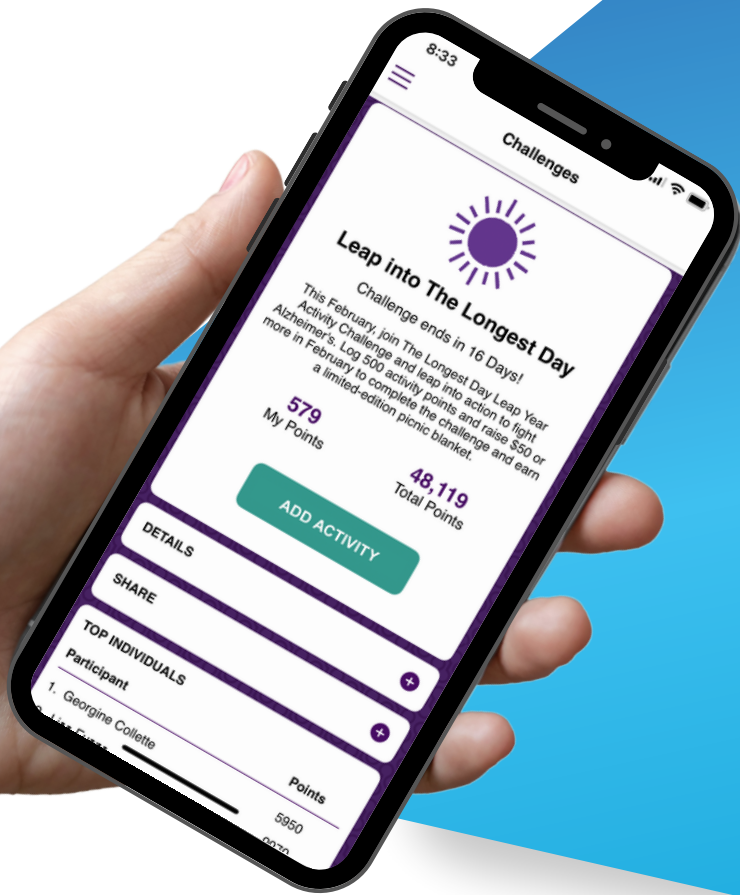 8:33
Challenges
Leap into The Longest Day
Challenge ends in 16 Days!
This February, join The Longest Day Leap Year
Activity Challenge and leap into action to fight
Alzheimer's. Log 500 activity points and raise $50 or
more in February to complete the challenge and earn
a limited-edition picnic blanket.
579
My Points
48,119
Total Points
ADD ACTIVITY
DETAILS
SHARE
TOP INDIVIDUALS
Participant Points
1. Georgine Collette 5950